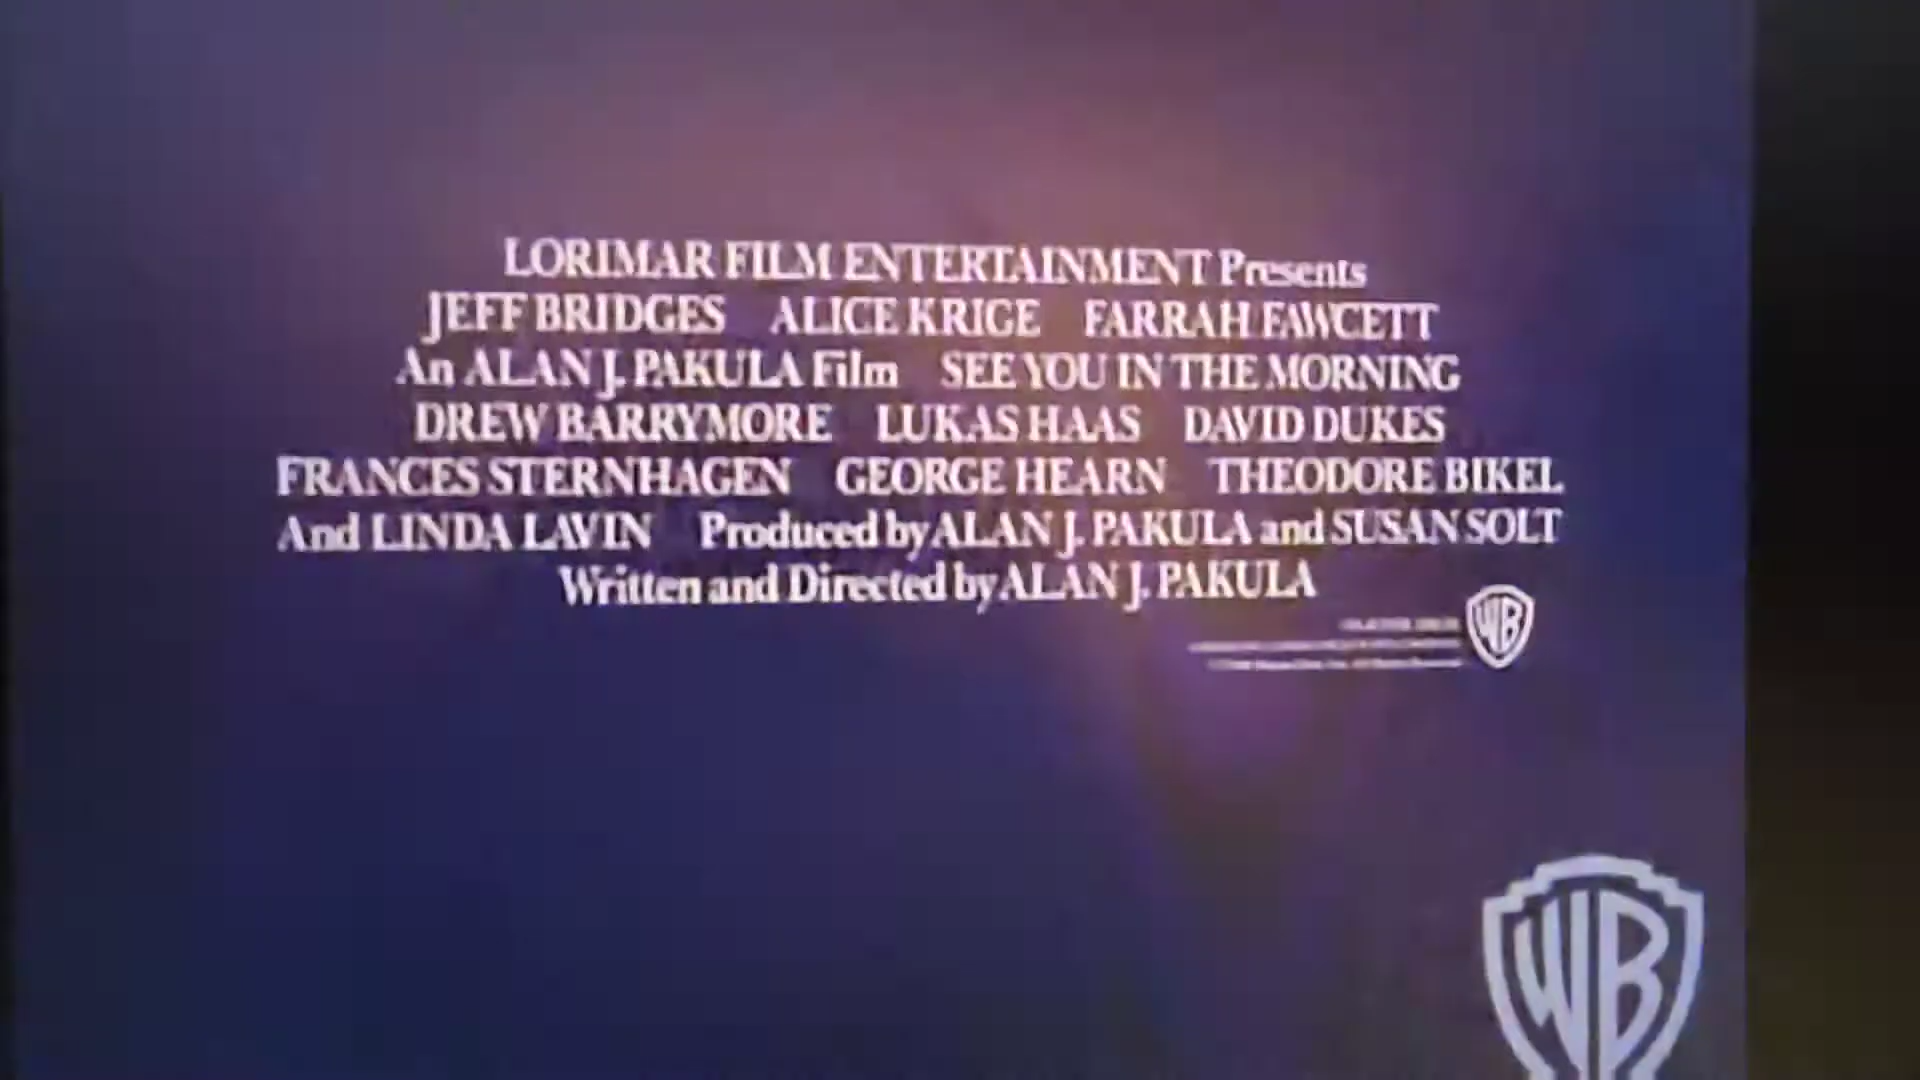 LORIMAR FILM ENTERTAINMENT Presents
JEFF BRIDGES ALICE KRIGE FARRAH FAWCETT
An ALAN J. PAKULA Film SEE YOU IN THE MORNING
DREW BARRYMORE LUKAS HAAS DAVID DUKES
FRANCES STERNHAGEN GEORGE HEARN THEODORE BIKEL
And LINDA LAVIN Produced by ALAN J. PAKULA and SUSAN SOLT
Written and Directed by ALAN J. PAKULA
WB
WB